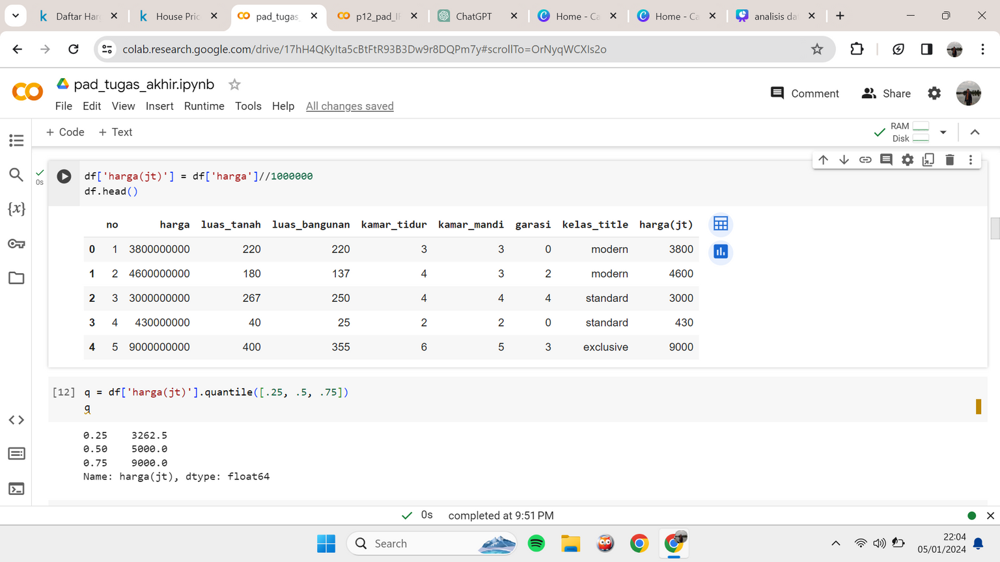 Daftar Har
House Pric
pad_tugas_
p12_pad_l
ChatGPT
Home - Ca
Home - Ca
analisis da
colab.research.google.com/drive/17hH4QKyIta5cBtFtR93B3Dw9r8DQPm7y#scrollTo=OrNyqWCXIs2o
pad_tugas_akhir.ipynb
Comment
Share
File Edit View Insert Runtime Tools Help All changes saved
+ Code + Text
RAM
Disk
0s
df['harga(jt)'] = df['harga']//1000000
df.head()
no harga luas_tanah luas_bangunan kamar_tidur kamar_mandi garasi kelas_title harga(jt)
0 1 3800000000 220 220 3 3 0 modern 3800
1 2 4600000000 180 137 4 3 2 modern 4600
2 3 3000000000 267 250 4 4 4 standard 3000
3 4 430000000 40 25 2 2 0 standard 430
4 5 9000000000 400 355 6 5 3 exclusive 9000
[12] q = df['harga(jt)'].quantile([.25, .5, .75])
q
0.25 3262.5
0.50 5000.0
0.75 9000.0
Name: harga(jt), dtype: float64
0s completed at 9:51 PM
Search
22:04
05/01/2024